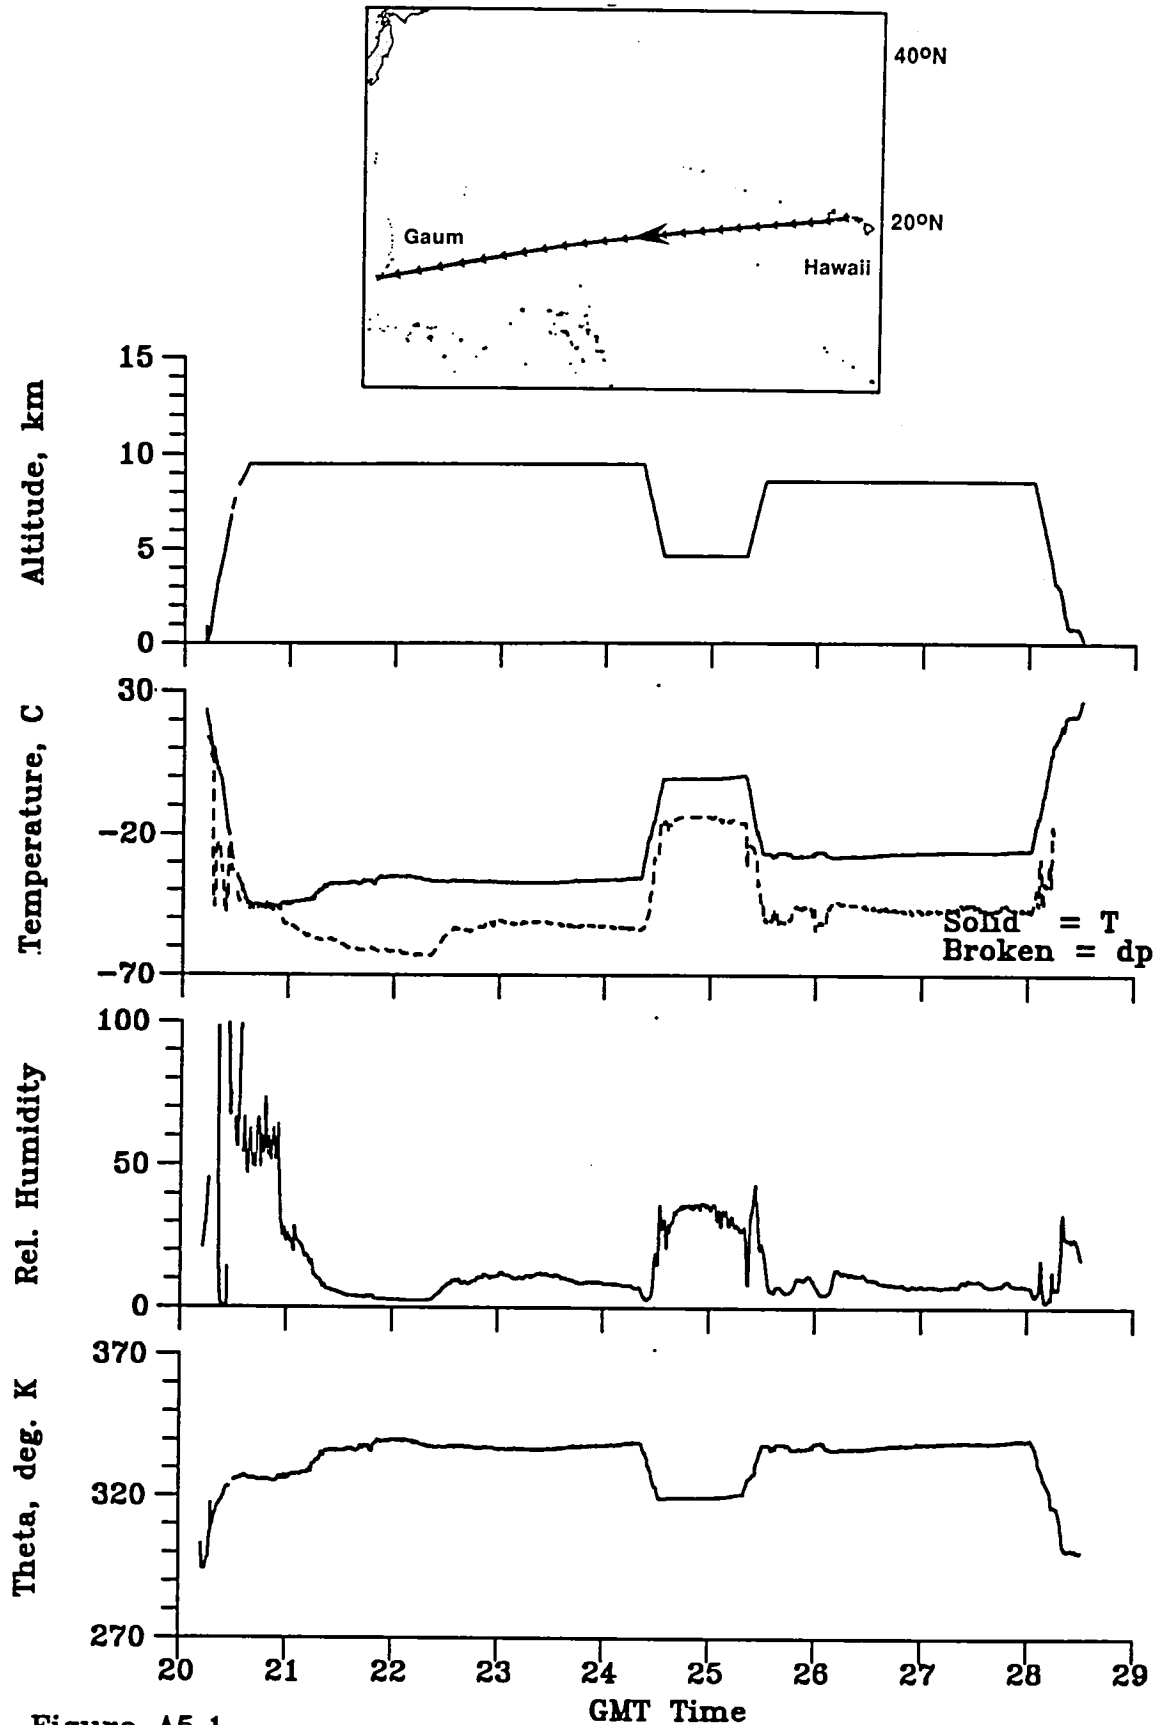 40ºN
20ºN
Gaum
Hawaii
15
10
5
0
Altitude, km
30
-20
-70
Temperature, C
Solid = T
Broken = dp
100
50
0
Rel. Humidity
370
320
270
Theta, deg. K
20 21 22 23 24 25 26 27 28 29
GMT Time
Figure A5-1